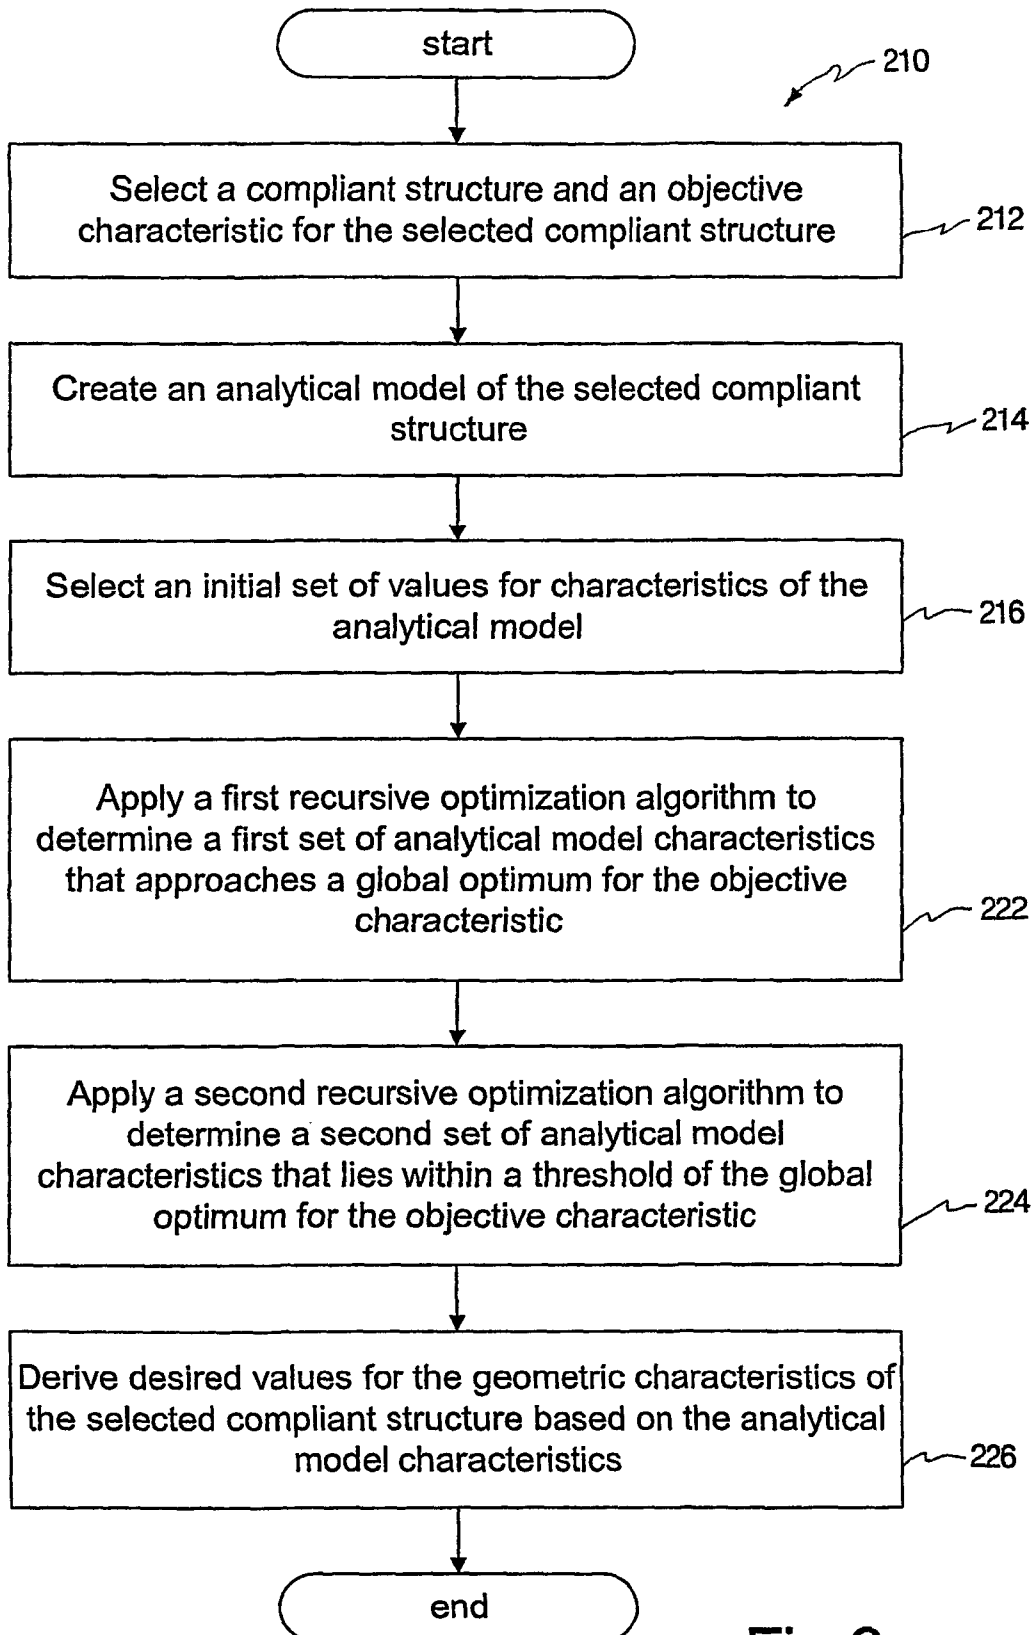 start
210
Select a compliant structure and an objective
characteristic for the selected compliant structure
212
Create an analytical model of the selected compliant
structure
214
Select an initial set of values for characteristics of the
analytical model
216
Apply a first recursive optimization algorithm to
determine a first set of analytical model characteristics
that approaches a global optimum for the objective
characteristic
222
Apply a second recursive optimization algorithm to
determine a second set of analytical model
characteristics that lies within a threshold of the global
optimum for the objective characteristic
224
Derive desired values for the geometric characteristics of
the selected compliant structure based on the analytical
model characteristics
226
end